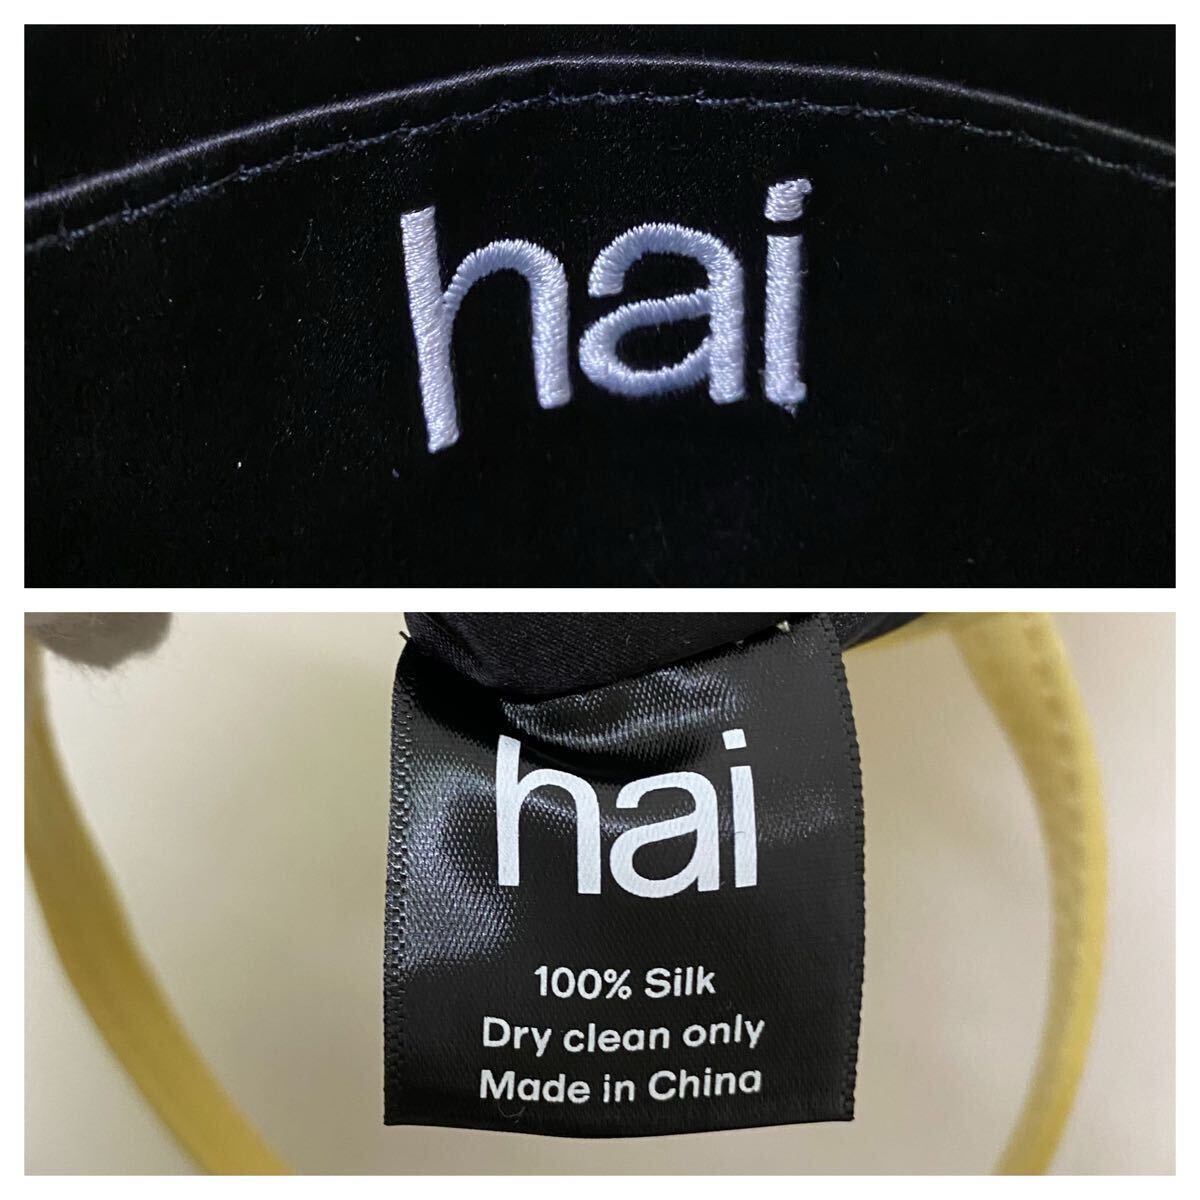 hai
hai
100% Silk
Dry clean only
Made in China